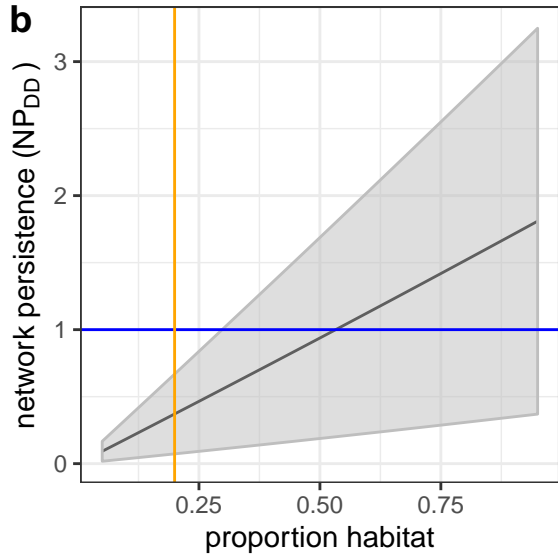 b
network persistence (NP_DD)
3
2
1
0
0.25 0.50 0.75
proportion habitat